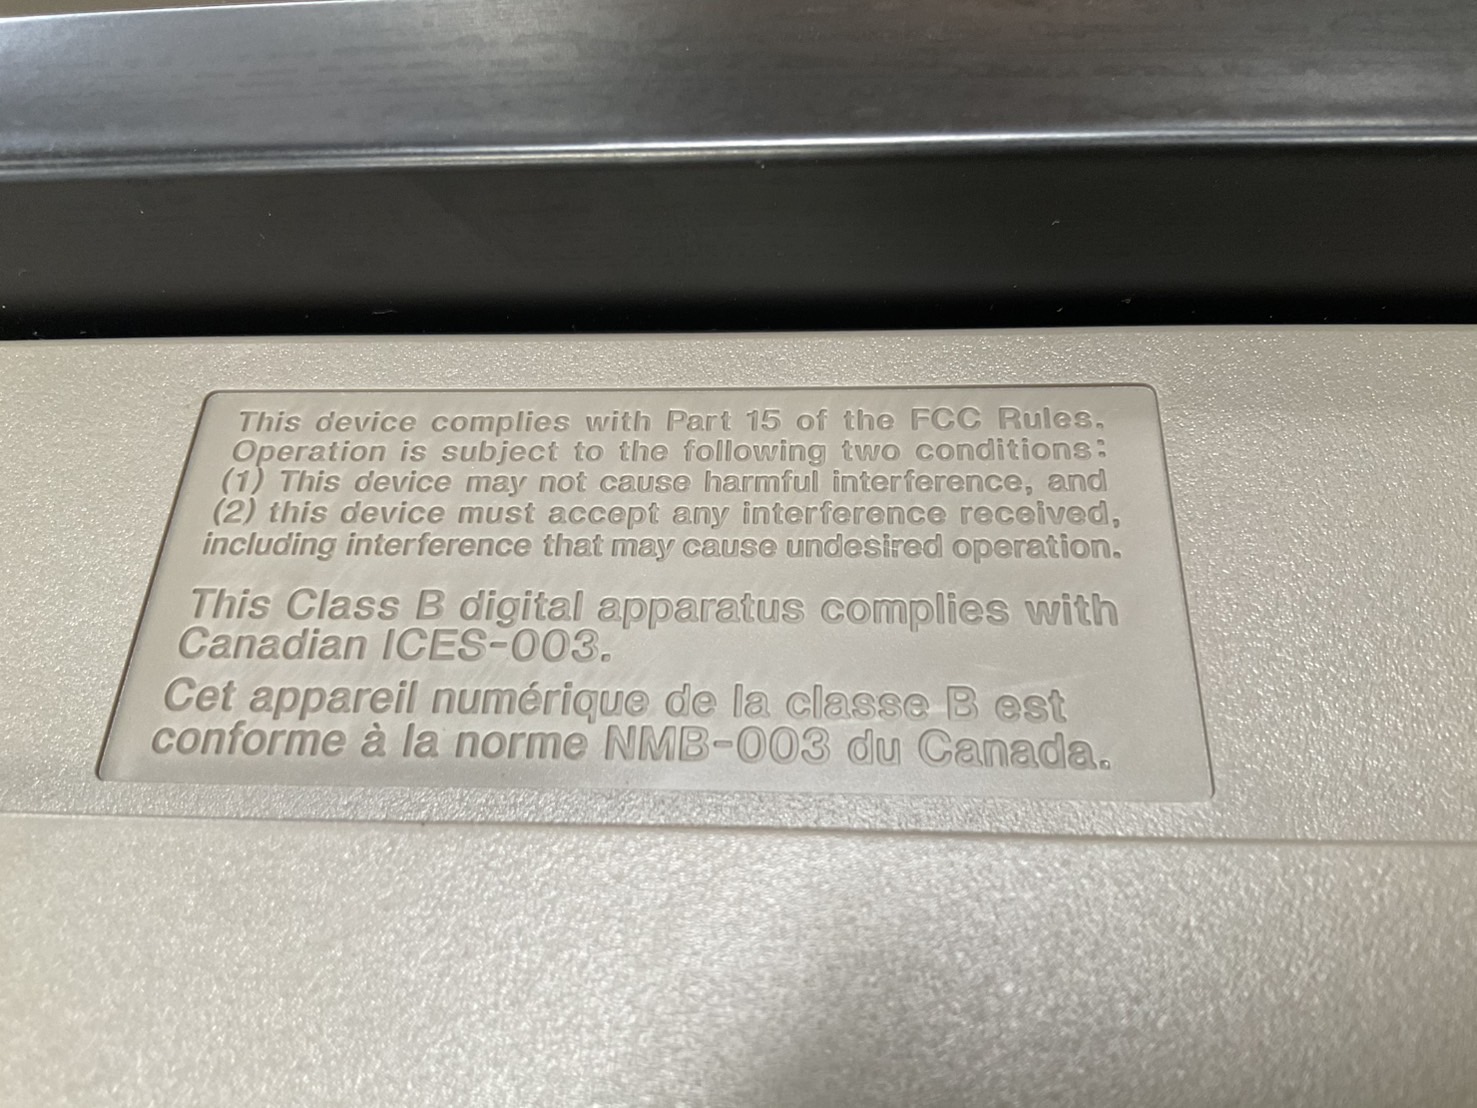 This device complies with Part 15 of the FCC Rules.
Operation is subject to the following two conditions:
(1) This device may not cause harmful interference, and
(2) this device must accept any interference received,
including interference that may cause undesired operation.
This Class B digital apparatus complies with
Canadian ICES-003.
Cet appareil numérique de la classe B est
conforme à la norme NMB-003 du Canada.